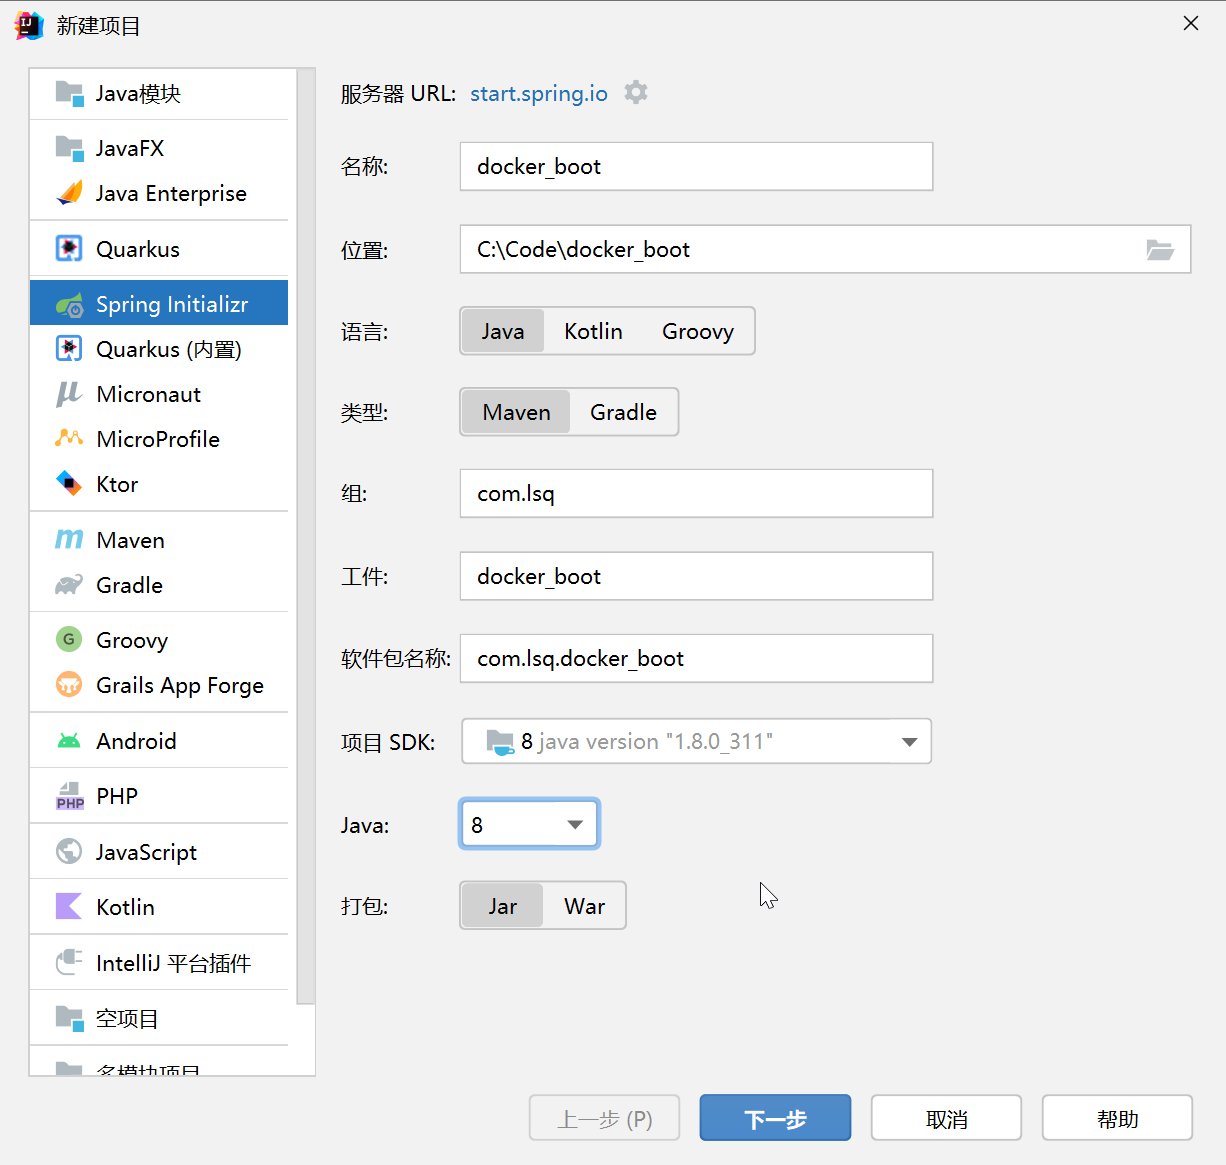 新建项目
Java模块
JavaFX
Java Enterprise
Quarkus
Spring Initializr
Quarkus (内置)
Micronaut
MicroProfile
Ktor
Maven
Gradle
Groovy
Grails App Forge
Android
PHP
JavaScript
Kotlin
IntelliJ 平台插件
空项目
多模块项目
服务器 URL: start.spring.io
名称: docker_boot
位置: C:\Code\docker_boot
语言: Java Kotlin Groovy
类型: Maven Gradle
组: com.lsq
工件: docker_boot
软件包名称: com.lsq.docker_boot
项目 SDK: 8 java version "1.8.0_311"
Java: 8
打包: Jar War
上一步 (P) 下一步 取消 帮助